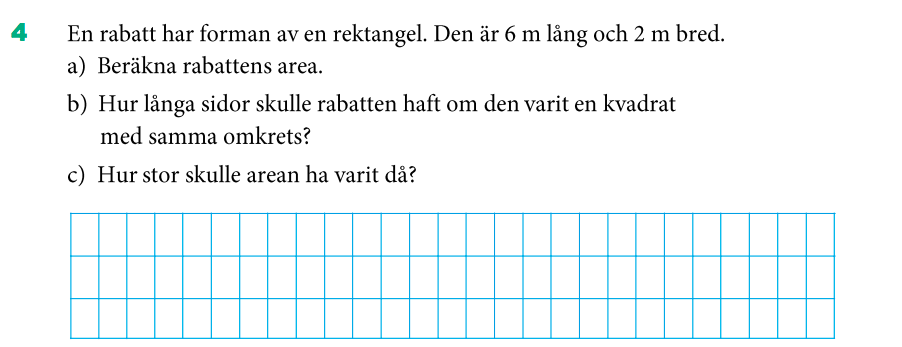 4 En rabatt har forman av en rektangel. Den är 6 m lång och 2 m bred.
a) Beräkna rabattens area.
b) Hur långa sidor skulle rabatten haft om den varit en kvadrat
med samma omkrets?
c) Hur stor skulle arean ha varit då?